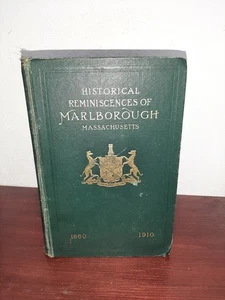 HISTORICAL
REMINISCENCES OF
MARLBOROUGH
MASSACHUSETTS
1660 1910